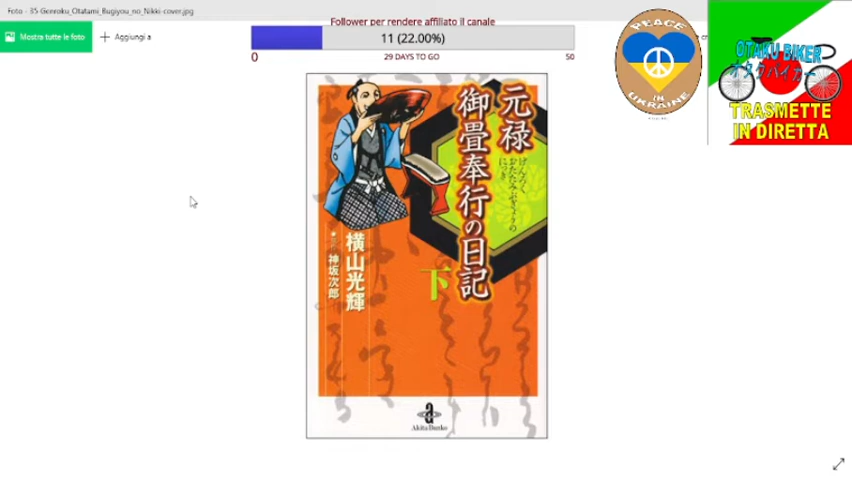 Foto - 35-Genroku_Otatami_Bugiyou_no_Nikki-cover.jpg
Mostra tutte le foto
Aggiungi a
Follower per rendere affiliato il canale
11 (22.00%)
0
29 DAYS TO GO
50
PEACE
IN
UKRAINE
OTAKU BIKER
オタクバイカー
TRASMETTE
IN DIRETTA
元禄
御畳奉行の日記
げんろく
おたたみぶぎょうの
にっき
下
横山光輝
神坂次郎
a
Akita Bunko